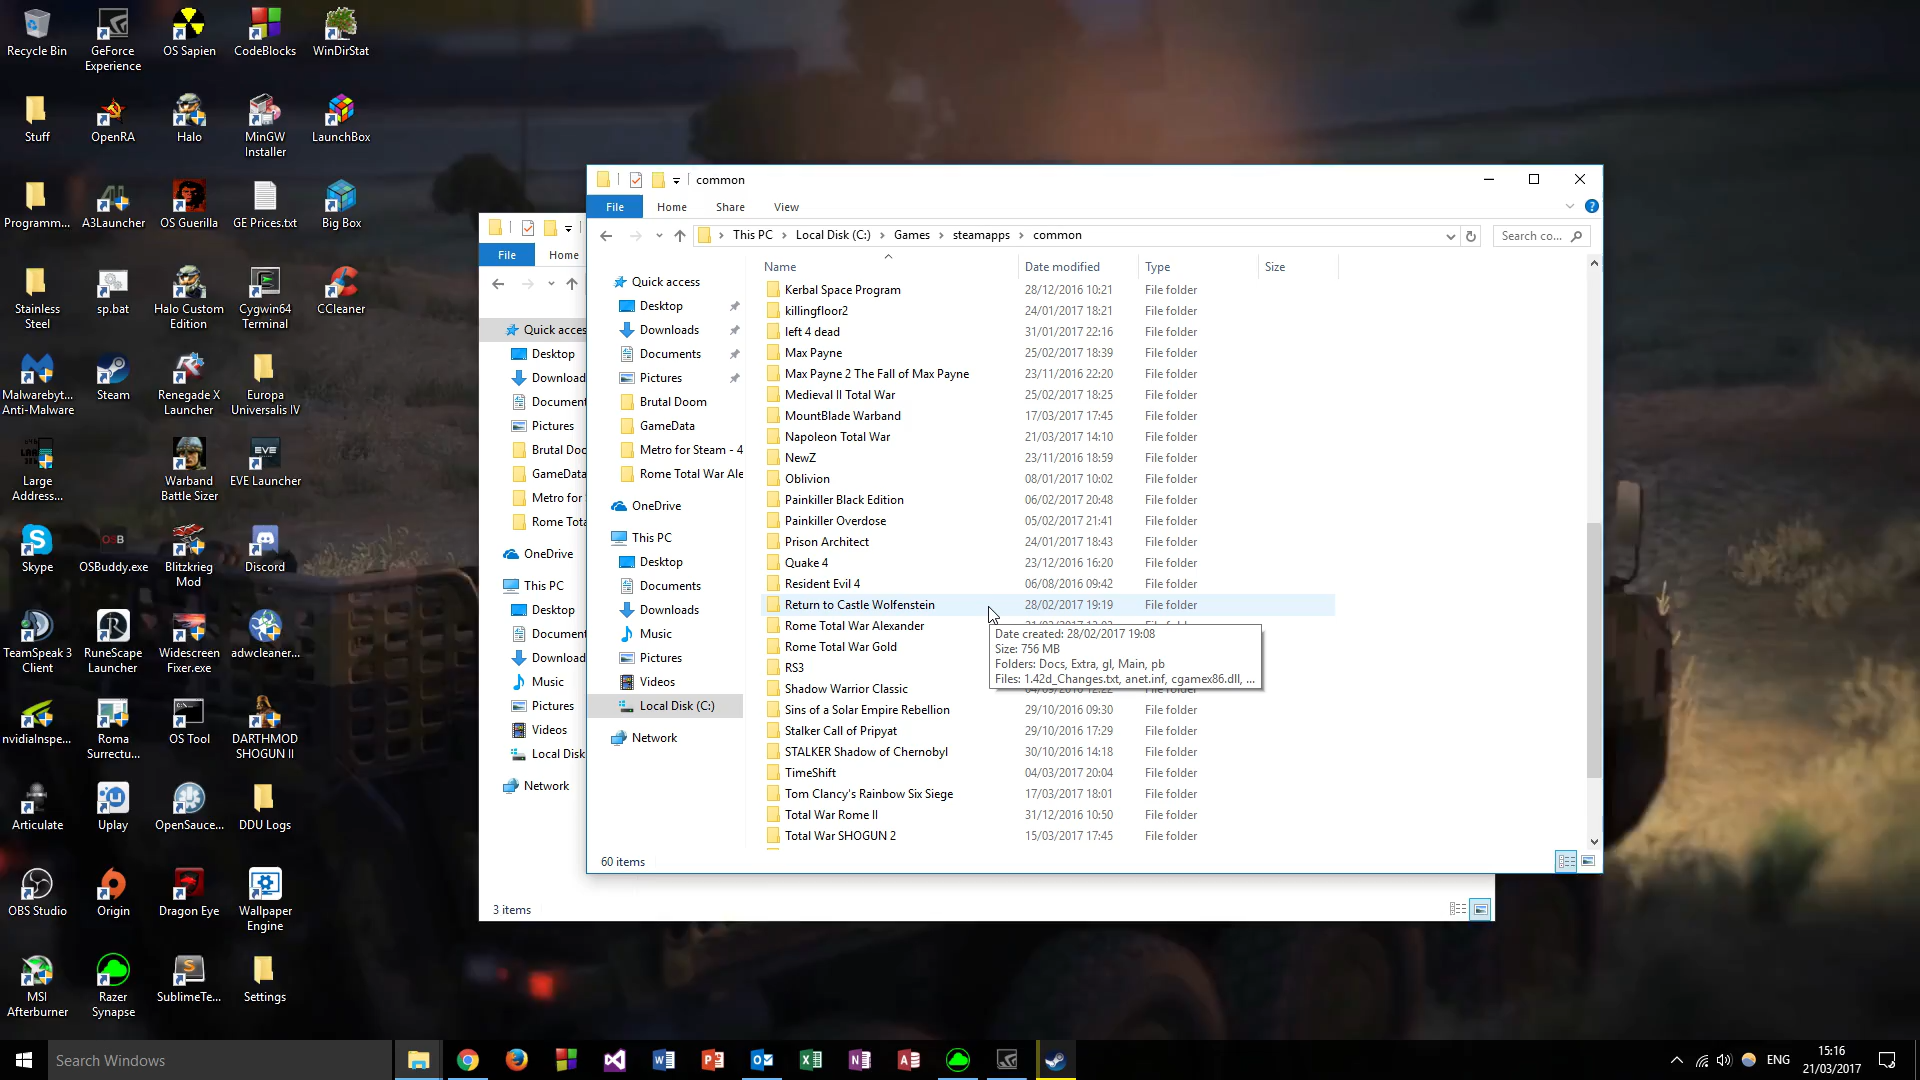 Recycle Bin
GeForce
Experience
OS Sapien
CodeBlocks
WinDirStat
Stuff
OpenRA
Halo
MinGW
Installer
LaunchBox
Programm...
A3Launcher
OS Guerilla
GE Prices.txt
Big Box
Stainless
Steel
sp.bat
Halo Custom
Edition
Cygwin64
Terminal
CCleaner
Malwarebyt...
Anti-Malware
Steam
Renegade X
Launcher
Europa
Universalis IV
Large
Address...
Warband
Battle Sizer
EVE
EVE Launcher
Skype
OSB
OSBuddy.exe
Blitzkrieg
Mod
Discord
TeamSpeak 3
Client
RuneScape
Launcher
Widescreen
Fixer.exe
adwcleaner...
nvidiaInspe...
Roma
Surrectu...
OS Tool
DARTHMOD
SHOGUN II
Articulate
Uplay
OpenSauce...
DDU Logs
OBS Studio
Origin
Dragon Eye
Wallpaper
Engine
MSI
Afterburner
Razer
Synapse
SublimeTe...
Settings
File
Home
Quick acces
Desktop
Download
Document
Pictures
Brutal Doo
GameData
Metro for
Rome Tota
OneDrive
This PC
Desktop
Document
Download
Music
Pictures
Videos
Local Disk
Network
3 items
common
File Home Share View
This PC Local Disk (C:) Games steamapps common
Search co...
Quick access
Desktop
Downloads
Documents
Pictures
Brutal Doom
GameData
Metro for Steam - 4
Rome Total War Ale
OneDrive
This PC
Desktop
Documents
Downloads
Music
Pictures
Videos
Local Disk (C:)
Network
Name Date modified Type Size
Kerbal Space Program 28/12/2016 10:21 File folder
killingfloor2 24/01/2017 18:21 File folder
left 4 dead 31/01/2017 22:16 File folder
Max Payne 25/02/2017 18:39 File folder
Max Payne 2 The Fall of Max Payne 23/11/2016 22:20 File folder
Medieval II Total War 25/02/2017 18:25 File folder
MountBlade Warband 17/03/2017 17:45 File folder
Napoleon Total War 21/03/2017 14:10 File folder
NewZ 23/11/2016 18:59 File folder
Oblivion 08/01/2017 10:02 File folder
Painkiller Black Edition 06/02/2017 20:48 File folder
Painkiller Overdose 05/02/2017 21:41 File folder
Prison Architect 24/01/2017 18:43 File folder
Quake 4 23/12/2016 16:20 File folder
Resident Evil 4 06/08/2016 09:42 File folder
Return to Castle Wolfenstein 28/02/2017 19:19 File folder
Rome Total War Alexander
Rome Total War Gold
RS3
Shadow Warrior Classic
Date created: 28/02/2017 19:08
Size: 756 MB
Folders: Docs, Extra, gl, Main, pb
Files: 1.42d_Changes.txt, anet.inf, cgamex86.dll, ...
Sins of a Solar Empire Rebellion 29/10/2016 09:30 File folder
Stalker Call of Pripyat 29/10/2016 17:29 File folder
STALKER Shadow of Chernobyl 30/10/2016 14:18 File folder
TimeShift 04/03/2017 20:04 File folder
Tom Clancy's Rainbow Six Siege 17/03/2017 18:01 File folder
Total War Rome II 31/12/2016 10:50 File folder
Total War SHOGUN 2 15/03/2017 17:45 File folder
60 items
Search Windows
ENG
15:16
21/03/2017